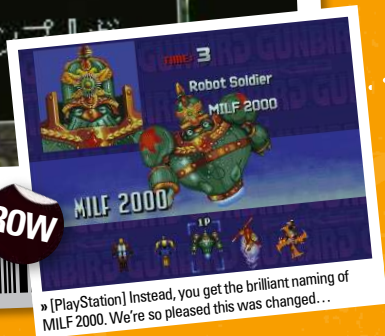 TIME: 3
Robot Soldier
MILF 2000
MILF 2000
1P
ROW
» [PlayStation] Instead, you get the brilliant naming of
MILF 2000. We're so pleased this was changed…